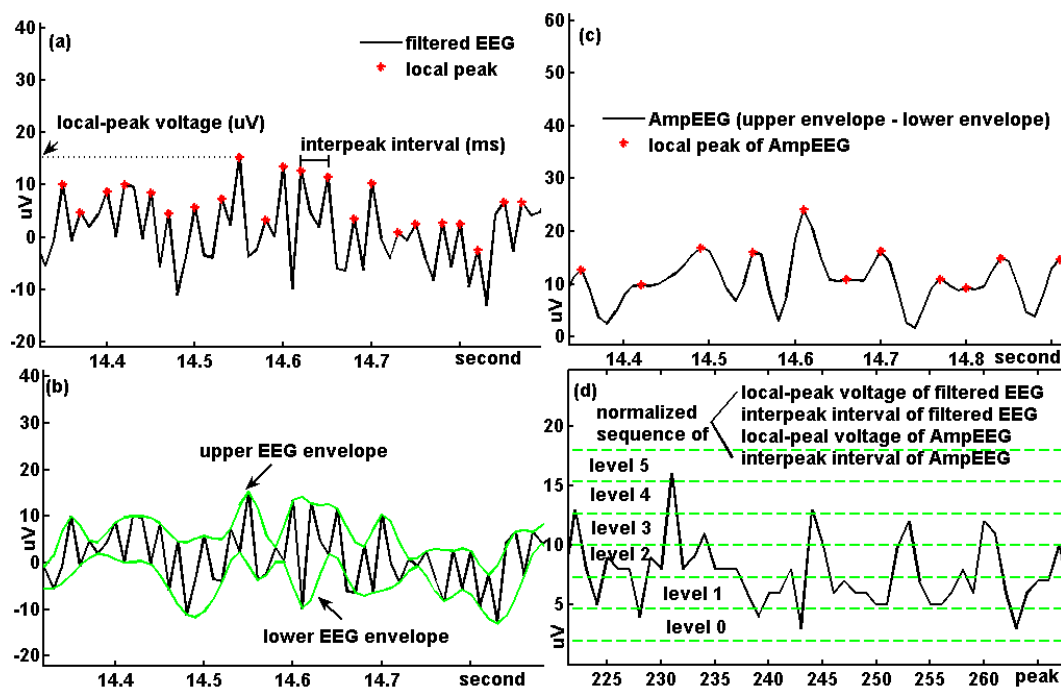 40
(a)
filtered EEG
30
local peak
20
local-peak voltage (uV)
interpeak interval (ms)
10
uV
0
-10
-20
14.4 14.5 14.6 14.7 second
60
(c)
50
AmpEEG (upper envelope - lower envelope)
40
local peak of AmpEEG
30
20
10
uV
0
14.4 14.5 14.6 14.7 14.8 second
40
(b)
30
upper EEG envelope
20
10
uV
0
-10
lower EEG envelope
-20
14.4 14.5 14.6 14.7 second
(d)
local-peak voltage of filtered EEG
normalized
interpeak interval of filtered EEG
20
sequence of
local-peal voltage of AmpEEG
interpeak interval of AmpEEG
level 5
15
level 4
level 3
10
level 2
level 1
5
level 0
uV
225 230 235 240 245 250 255 260 peak